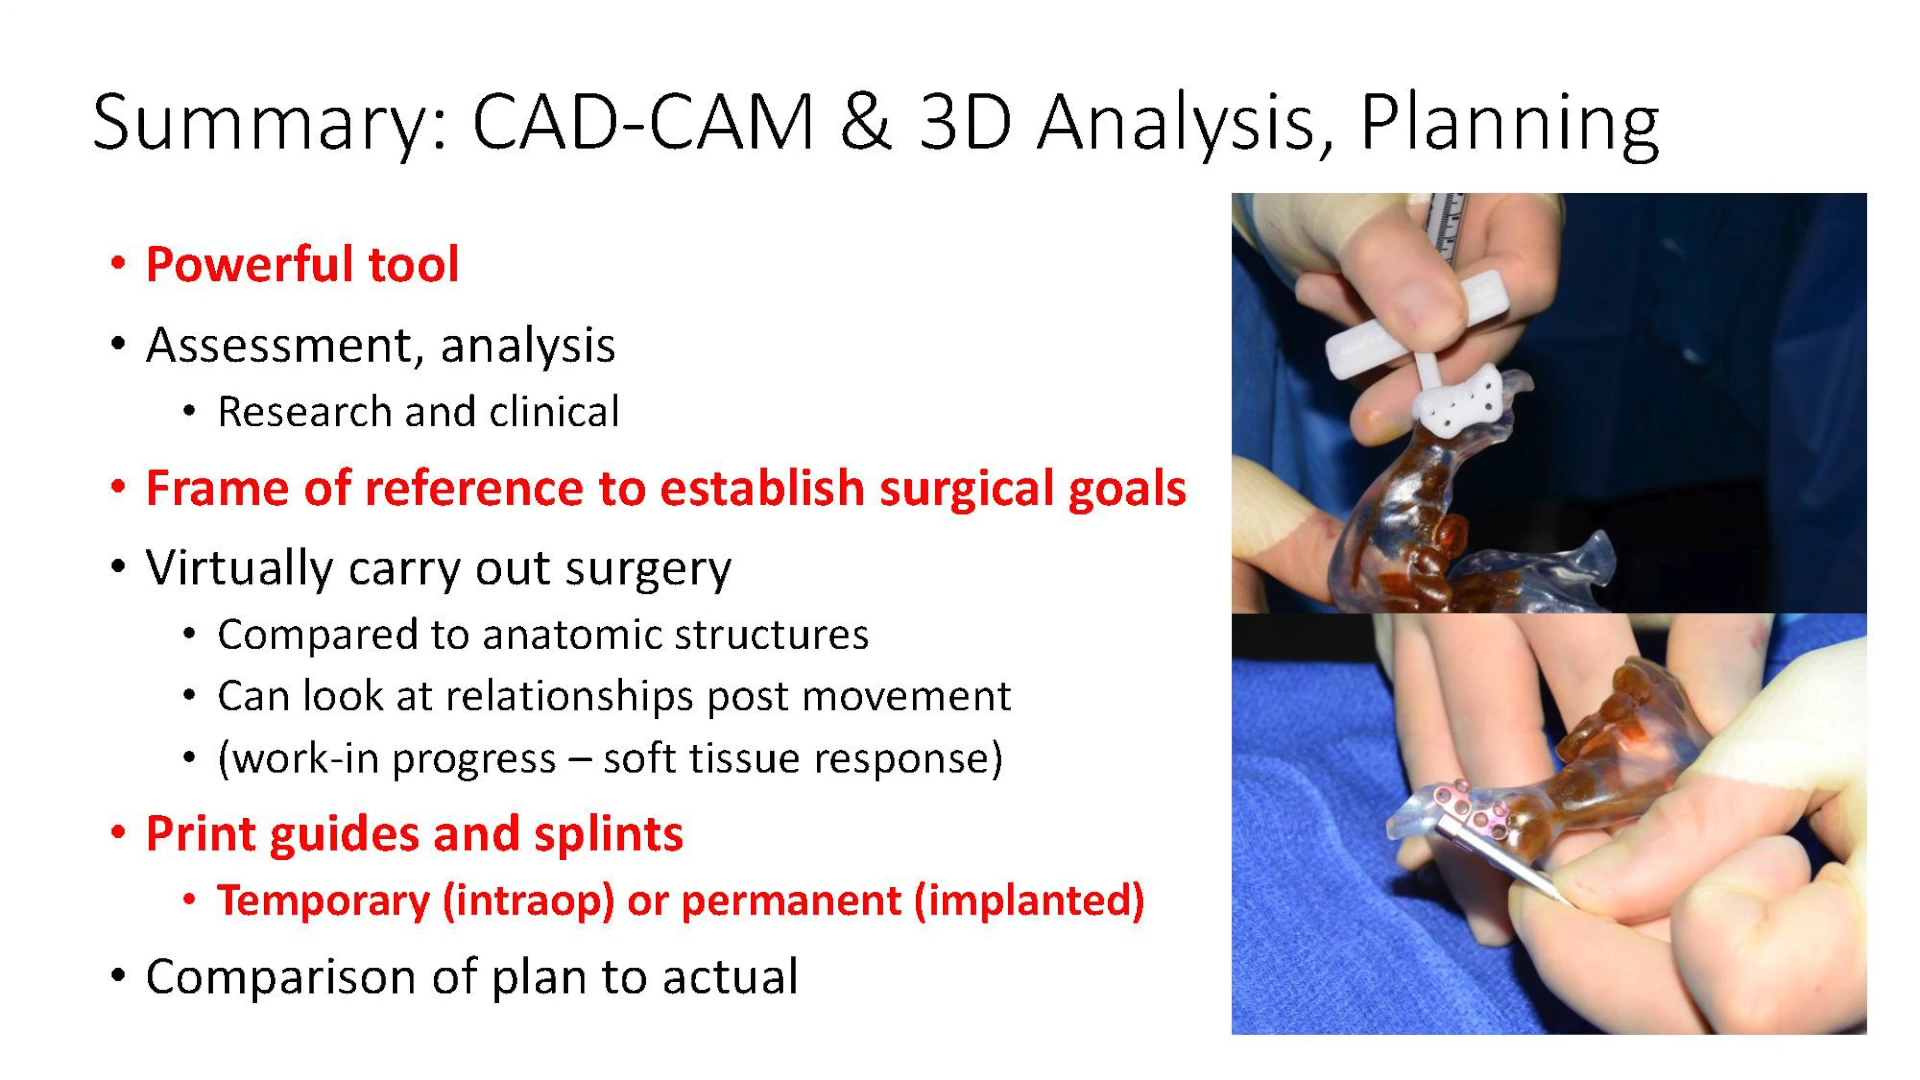 Summary: CAD-CAM & 3D Analysis, Planning
• Powerful tool
• Assessment, analysis
• Research and clinical
• Frame of reference to establish surgical goals
• Virtually carry out surgery
• Compared to anatomic structures
• Can look at relationships post movement
• (work-in progress – soft tissue response)
• Print guides and splints
• Temporary (intraop) or permanent (implanted)
• Comparison of plan to actual